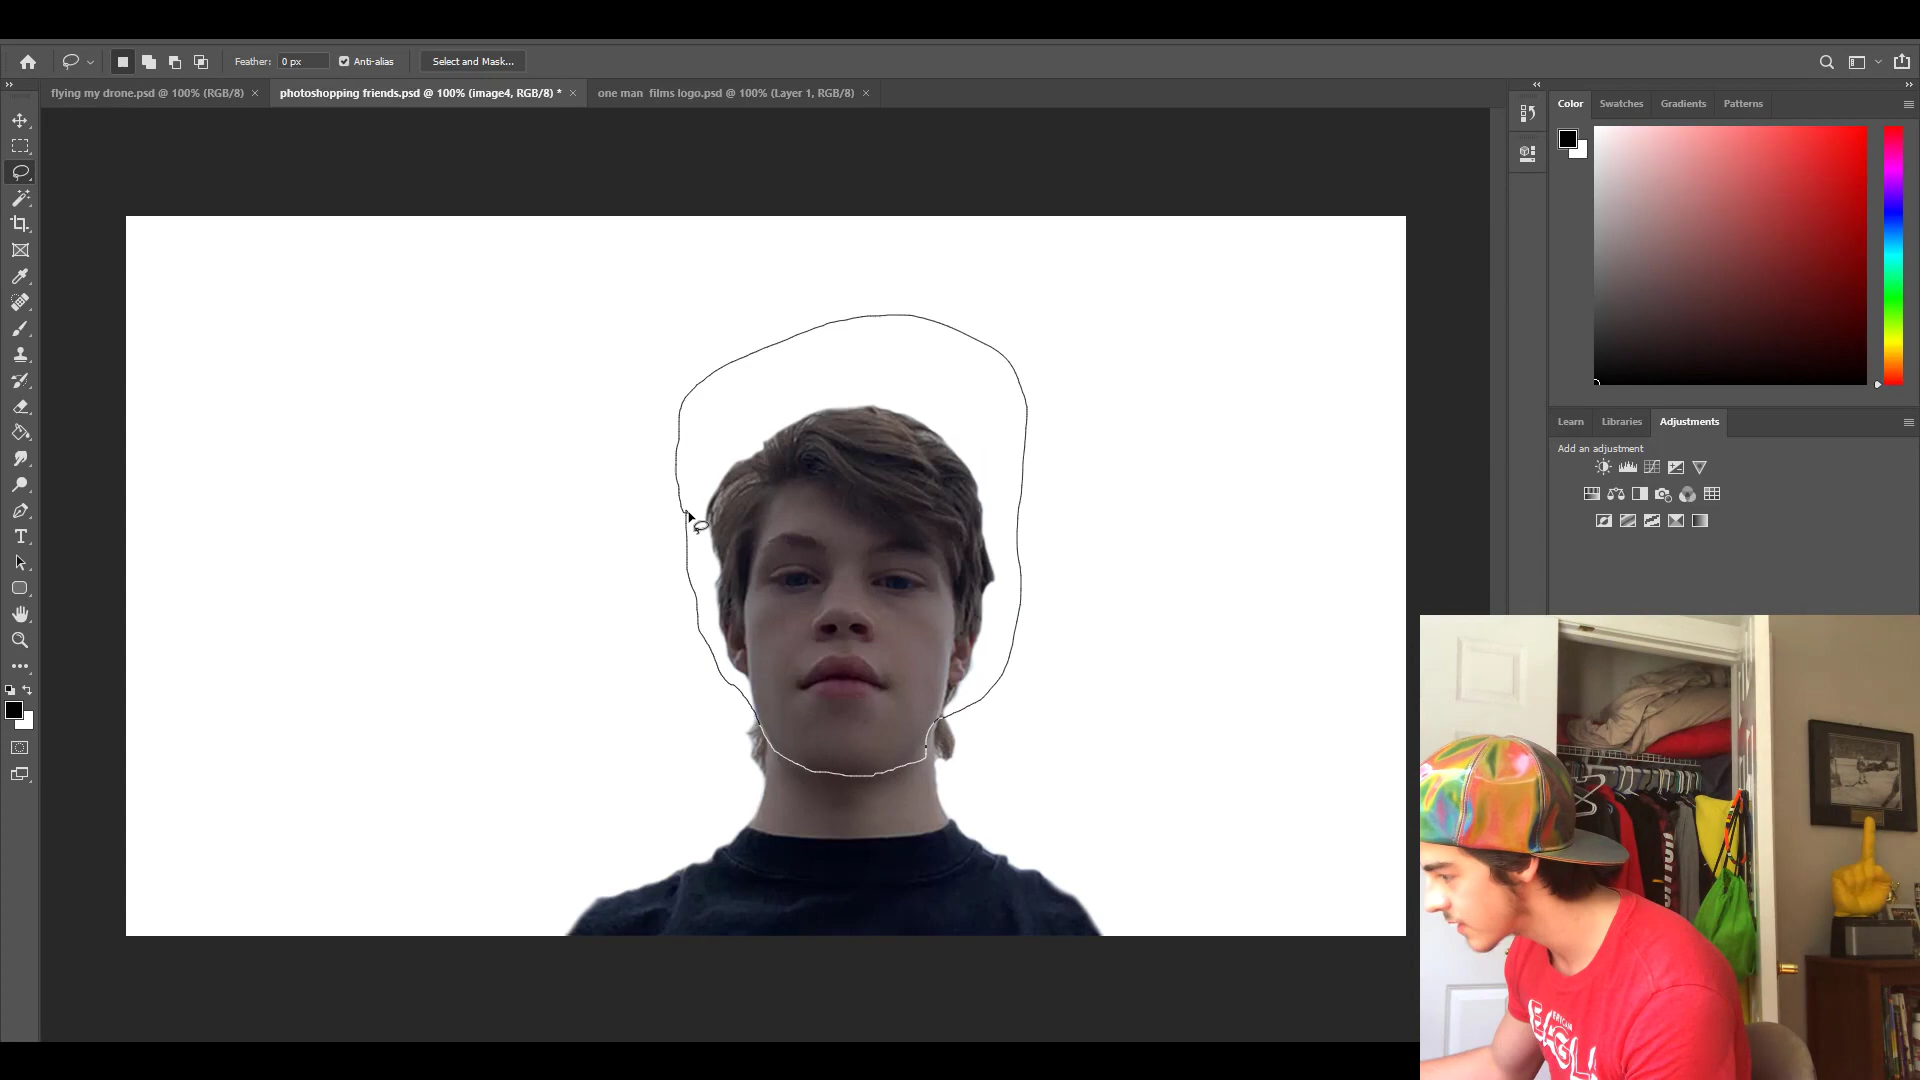 Feather: 0 px Anti-alias Select and Mask...
flying my drone.psd @ 100% (RGB/8) × photoshopping friends.psd @ 100% (image4, RGB/8) * × one man films logo.psd @ 100% (Layer 1, RGB/8) ×
Color Swatches Gradients Patterns
Learn Libraries Adjustments
Add an adjustment